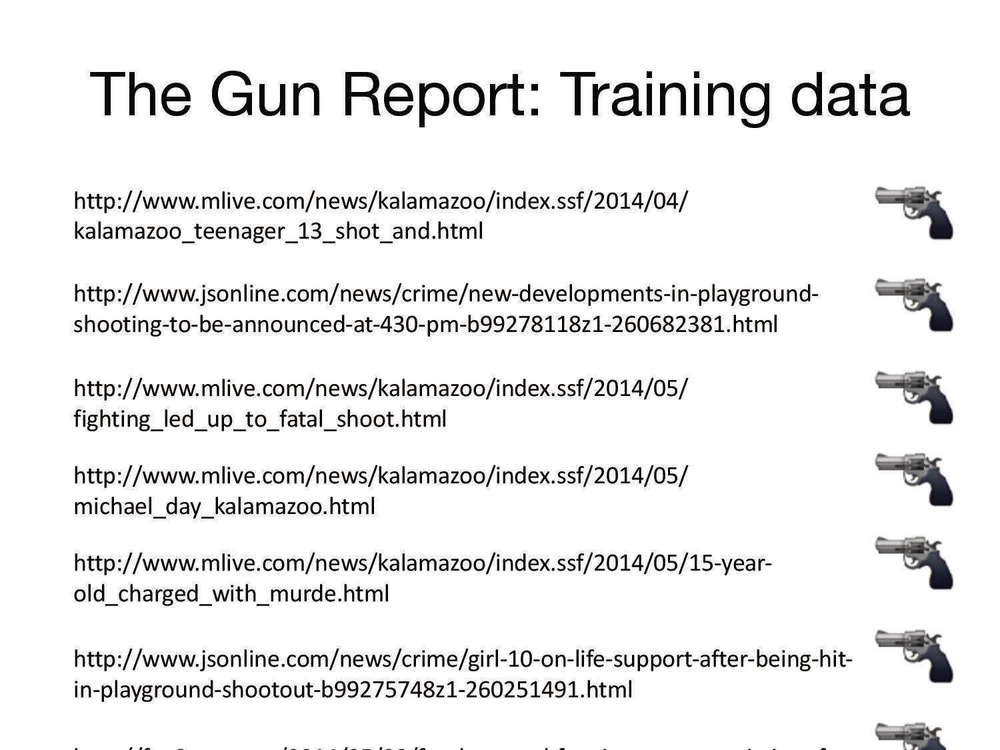 The Gun Report: Training data
http://www.mlive.com/news/kalamazoo/index.ssf/2014/04/
kalamazoo_teenager_13_shot_and.html
http://www.jsonline.com/news/crime/new-developments-in-playground-
shooting-to-be-announced-at-430-pm-b99278118z1-260682381.html
http://www.mlive.com/news/kalamazoo/index.ssf/2014/05/
fighting_led_up_to_fatal_shoot.html
http://www.mlive.com/news/kalamazoo/index.ssf/2014/05/
michael_day_kalamazoo.html
http://www.mlive.com/news/kalamazoo/index.ssf/2014/05/15-year-
old_charged_with_murde.html
http://www.jsonline.com/news/crime/girl-10-on-life-support-after-being-hit-
in-playground-shootout-b99275748z1-260251491.html